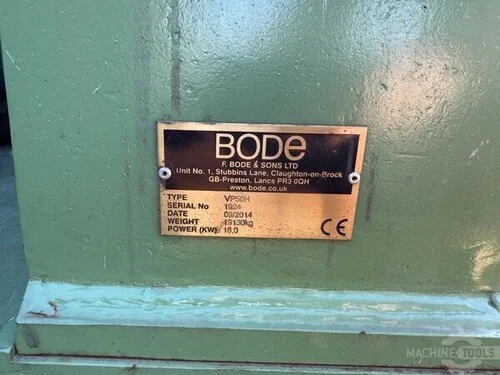 BODe
F. BODE & SONS LTD
Unit No. 1, Stubbins Lane, Claughton-on-Brock
GB-Preston, Lancs PR3 0QH
www.bode.co.uk
TYPE VP50H
SERIAL No 1924
DATE 09/2014
WEIGHT 19130kg
POWER (KW) 16,0
CE
MACHINE TOOLS